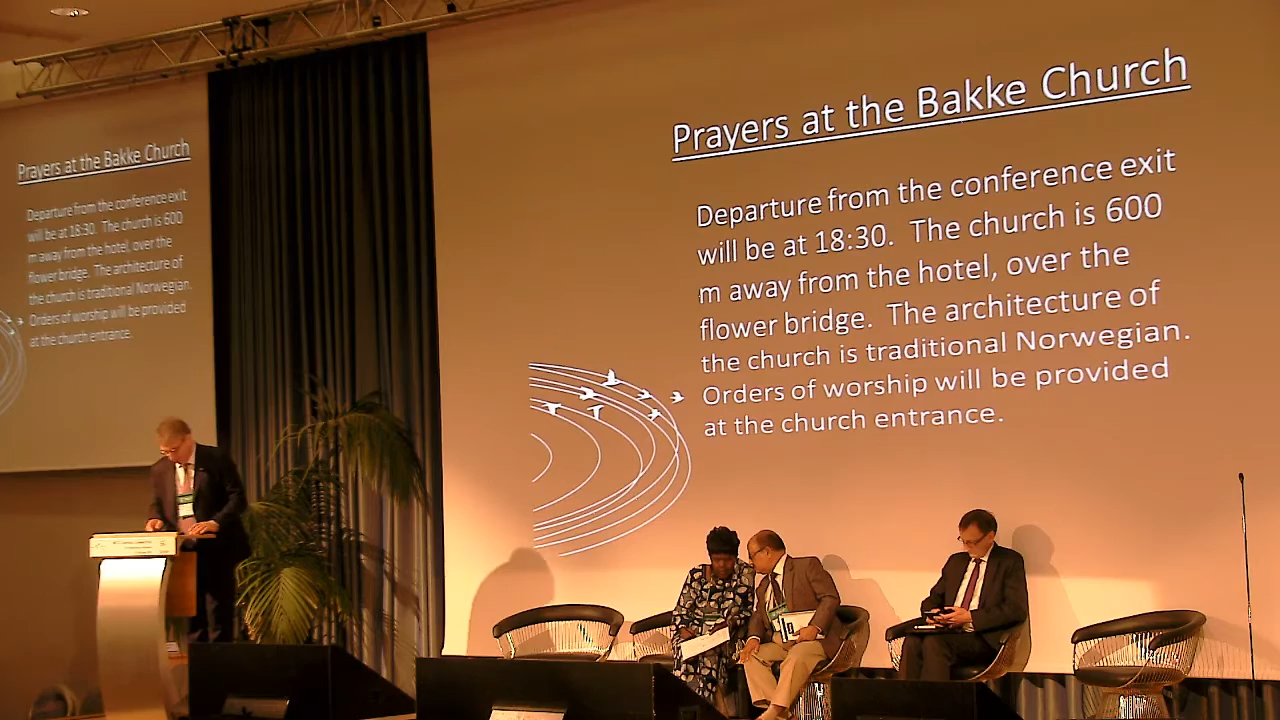 Prayers at the Bakke Church
Departure from the conference exit
will be at 18:30. The church is 600
m away from the hotel, over the
flower bridge. The architecture of
the church is traditional Norwegian.
Orders of worship will be provided
at the church entrance.
Prayers at the Bakke Church
Departure from the conference exit
will be at 18:30. The church is 600
m away from the hotel, over the
flower bridge. The architecture of
the church is traditional Norwegian.
Orders of worship will be provided
at the church entrance.